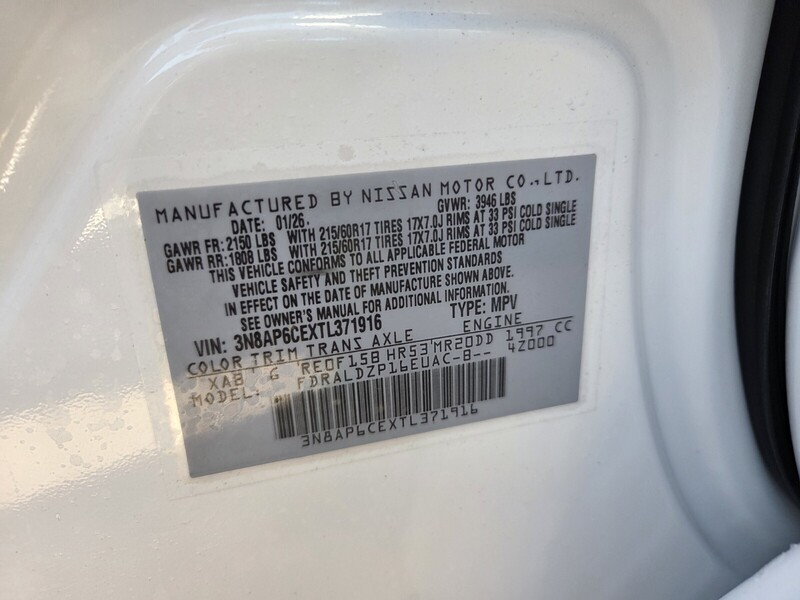 MANUFACTURED BY NISSAN MOTOR CO., LTD.
DATE: 01/26. GVWR: 3946 LBS
GAWR FR: 2150 LBS WITH 215/60R17 TIRES 17X7.0J RIMS AT 33 PSI COLD SINGLE
GAWR RR: 1808 LBS WITH 215/60R17 TIRES 17X7.0J RIMS AT 33 PSI COLD SINGLE
THIS VEHICLE CONFORMS TO ALL APPLICABLE FEDERAL MOTOR
VEHICLE SAFETY AND THEFT PREVENTION STANDARDS
IN EFFECT ON THE DATE OF MANUFACTURE SHOWN ABOVE.
SEE OWNER'S MANUAL FOR ADDITIONAL INFORMATION.
VIN: 3N8AP6CEXTL371916 TYPE: MPV
COLOR TRIM TRANS AXLE ENGINE
XAB G RE0F15B HR53 MR20DD 1997 CC
MODEL: FDRALDZP16EUAC-B-- 4Z000
3N8AP6CEXTL371916